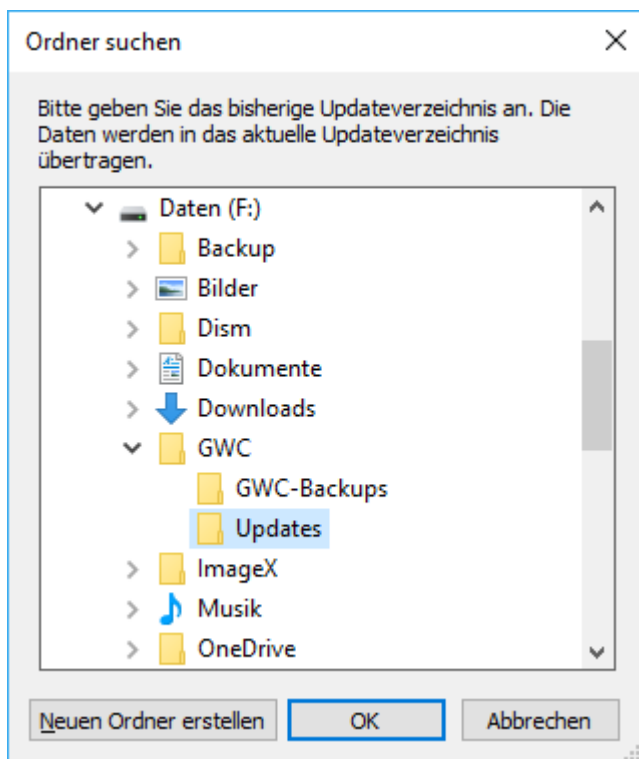 Ordner suchen
Bitte geben Sie das bisherige Updateverzeichnis an. Die
Daten werden in das aktuelle Updateverzeichnis
übertragen.
Daten (F:)
Backup
Bilder
Dism
Dokumente
Downloads
GWC
GWC-Backups
Updates
ImageX
Musik
OneDrive
Neuen Ordner erstellen
OK
Abbrechen